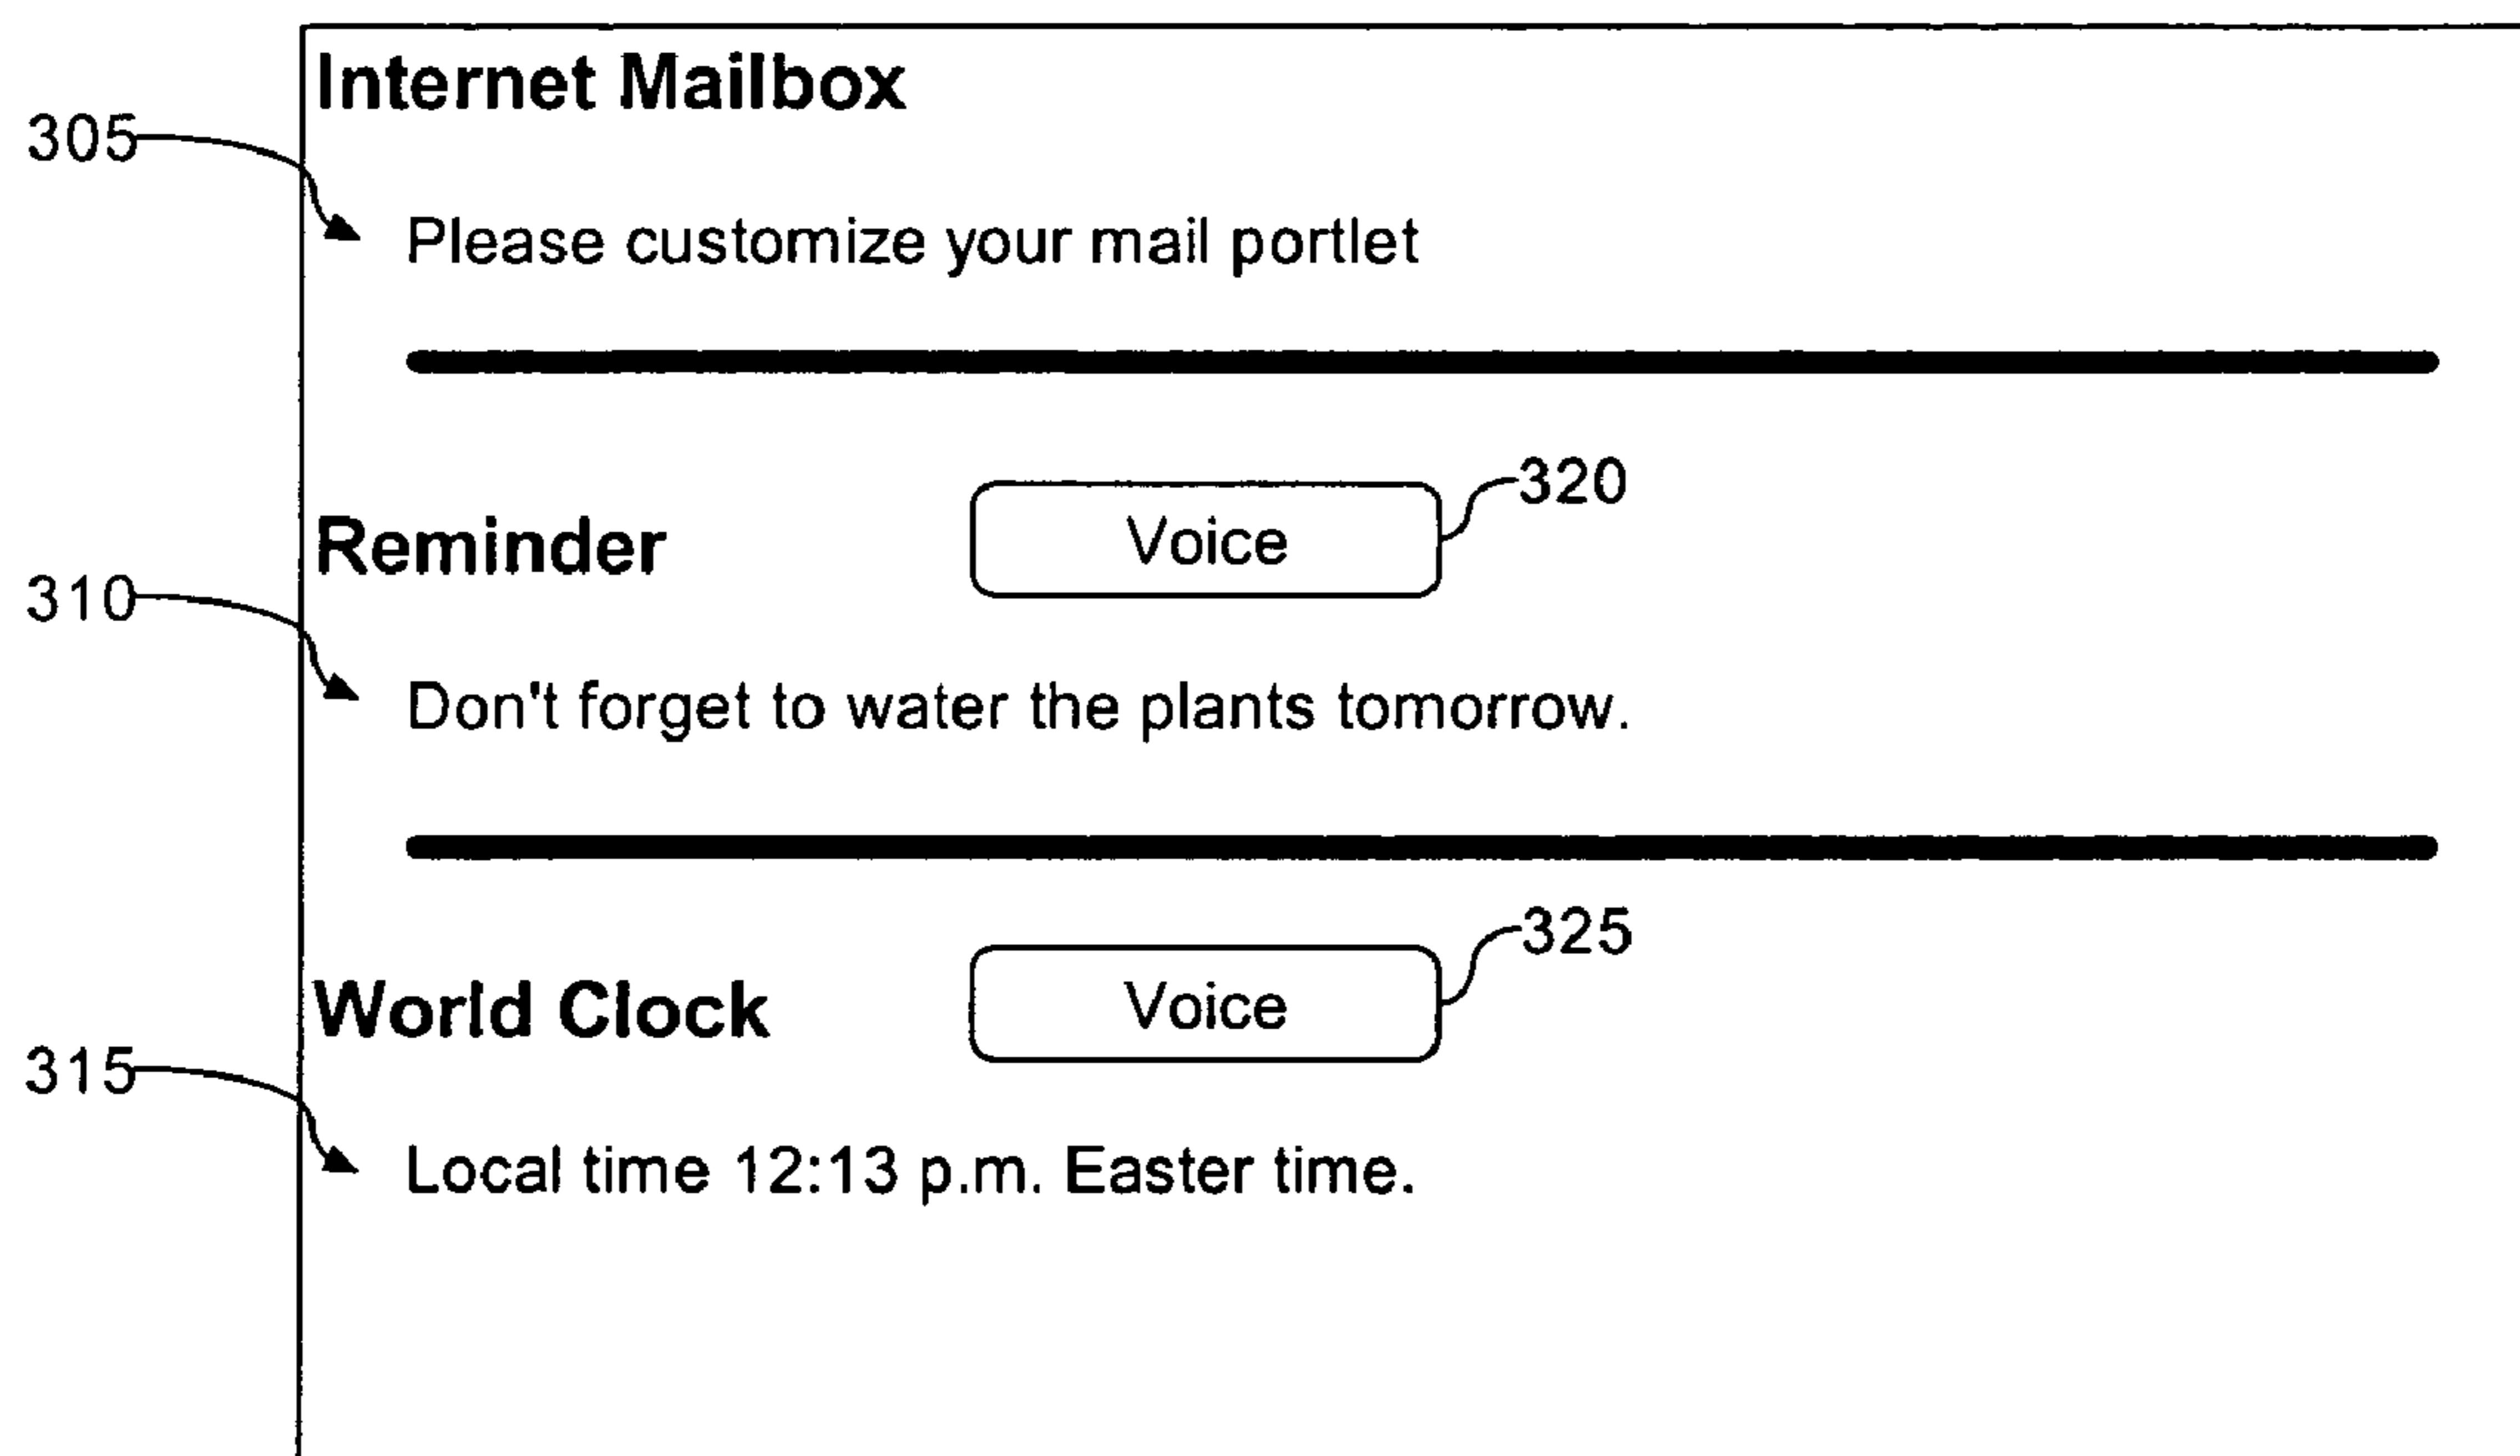 Internet Mailbox
305
Please customize your mail portlet
320
Reminder Voice
310
Don't forget to water the plants tomorrow.
325
World Clock Voice
315
Local time 12:13 p.m. Easter time.